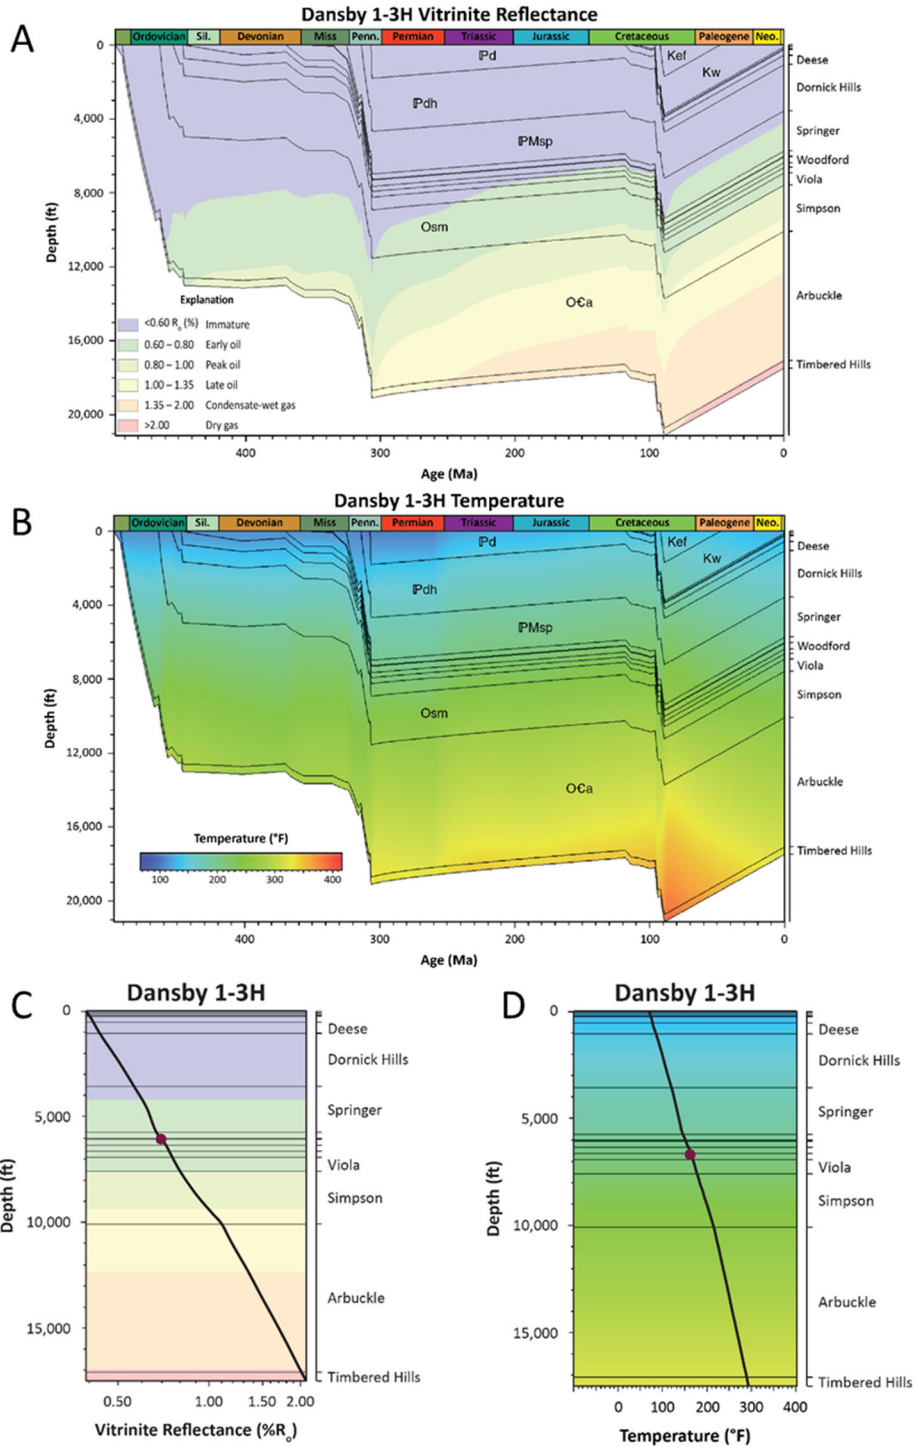 Dansby 1-3H Vitrinite Reflectance
A
Ordovician Sil. Devonian Miss Penn. Permian Triassic Jurassic Cretaceous Paleogene Neo.
0
4,000
8,000
12,000
16,000
20,000
Depth (ft)
ℙd
Kef
Kw
ℙdh
ℙMsp
Osm
O€a
Deese
Dornick Hills
Springer
Woodford
Viola
Simpson
Arbuckle
Timbered Hills
Explanation
<0.60 Ro (%) Immature
0.60 – 0.80 Early oil
0.80 – 1.00 Peak oil
1.00 – 1.35 Late oil
1.35 – 2.00 Condensate-wet gas
>2.00 Dry gas
400 300 200 100 0
Age (Ma)
Dansby 1-3H Temperature
B
Ordovician Sil. Devonian Miss Penn. Permian Triassic Jurassic Cretaceous Paleogene Neo.
0
4,000
8,000
12,000
16,000
20,000
Depth (ft)
ℙd
Kef
Kw
ℙdh
ℙMsp
Osm
O€a
Deese
Dornick Hills
Springer
Woodford
Viola
Simpson
Arbuckle
Timbered Hills
Temperature (°F)
100 200 300 400
400 300 200 100 0
Age (Ma)
C
Dansby 1-3H
0
5,000
10,000
15,000
Depth (ft)
Deese
Dornick Hills
Springer
Viola
Simpson
Arbuckle
Timbered Hills
0.50 1.00 1.50 2.00
Vitrinite Reflectance (%Ro)
D
Dansby 1-3H
0
5,000
10,000
15,000
Depth (ft)
Deese
Dornick Hills
Springer
Viola
Simpson
Arbuckle
Timbered Hills
0 100 200 300 400
Temperature (°F)